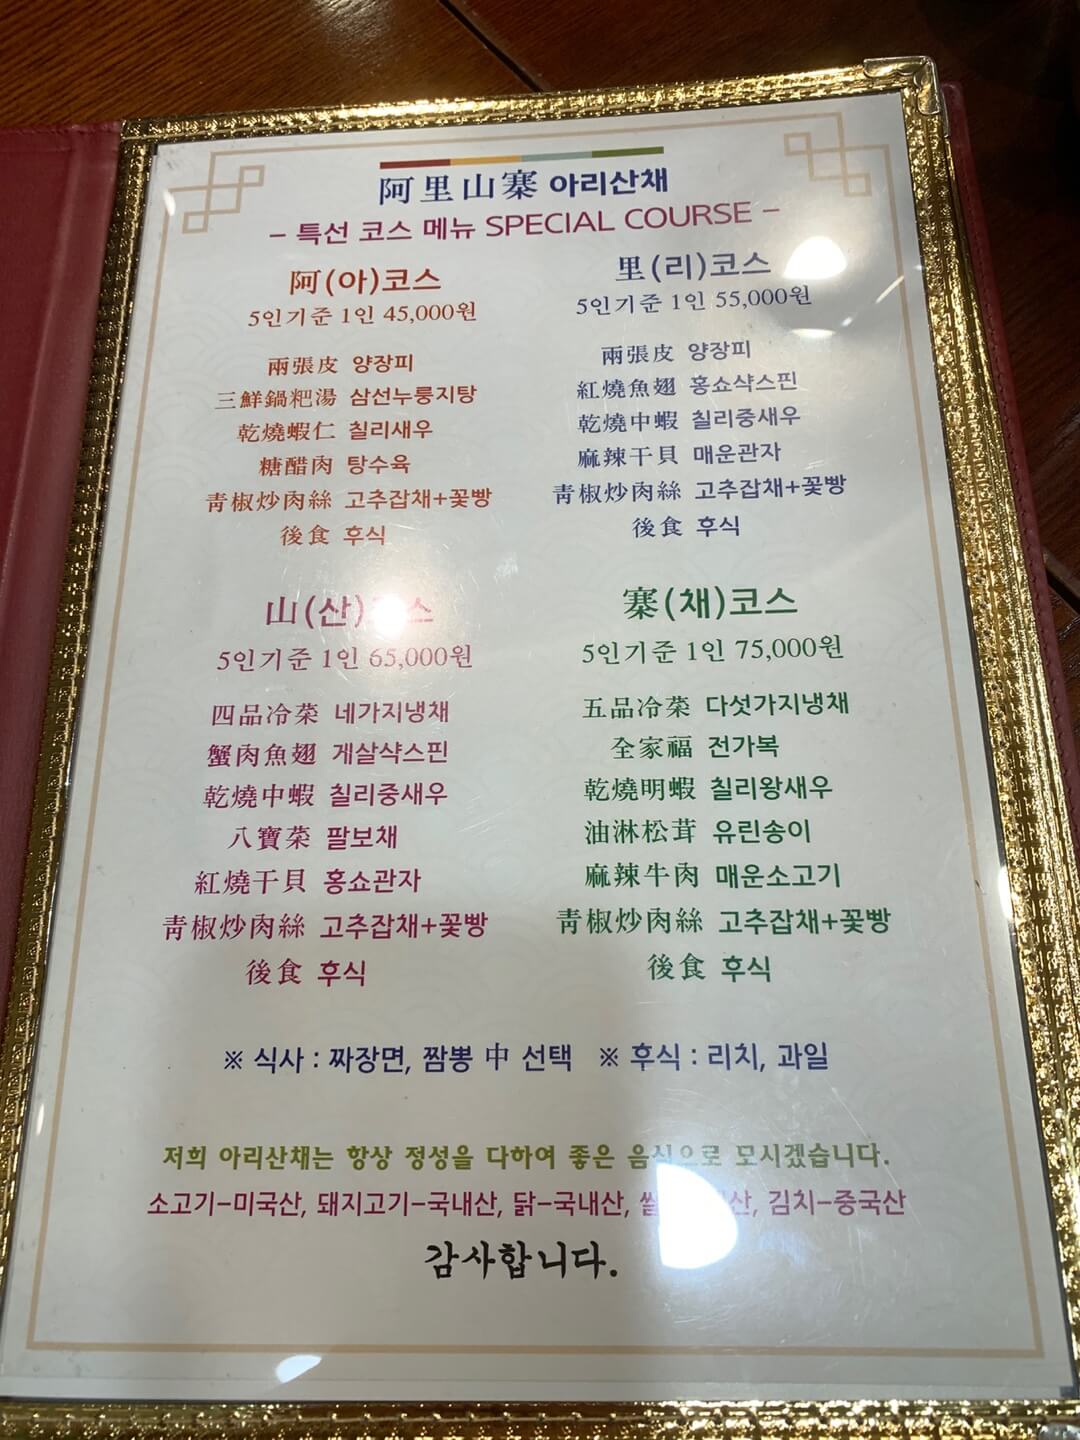 阿里山寨 아리산채
- 특선 코스 메뉴 SPECIAL COURSE -
阿(아)코스
5인기준 1인 45,000원
兩張皮 양장피
三鮮鍋粑湯 삼선누룽지탕
乾燒蝦仁 칠리새우
糖醋肉 탕수육
靑椒炒肉絲 고추잡채+꽃빵
後食 후식
里(리)코스
5인기준 1인 55,000원
兩張皮 양장피
紅燒魚翅 홍쇼샥스핀
乾燒中蝦 칠리중새우
麻辣干貝 매운관자
靑椒炒肉絲 고추잡채+꽃빵
後食 후식
山(산)코스
5인기준 1인 65,000원
四品冷菜 네가지냉채
蟹肉魚翅 게살샥스핀
乾燒中蝦 칠리중새우
八寶菜 팔보채
紅燒干貝 홍쇼관자
靑椒炒肉絲 고추잡채+꽃빵
後食 후식
寨(채)코스
5인기준 1인 75,000원
五品冷菜 다섯가지냉채
全家福 전가복
乾燒明蝦 칠리왕새우
油淋松茸 유린송이
麻辣牛肉 매운소고기
靑椒炒肉絲 고추잡채+꽃빵
後食 후식
※ 식사 : 짜장면, 짬뽕 中 선택 ※ 후식 : 리치, 과일
저희 아리산채는 항상 정성을 다하여 좋은 음식으로 모시겠습니다.
소고기-미국산, 돼지고기-국내산, 닭-국내산, 쌀 산, 김치-중국산
감사합니다.